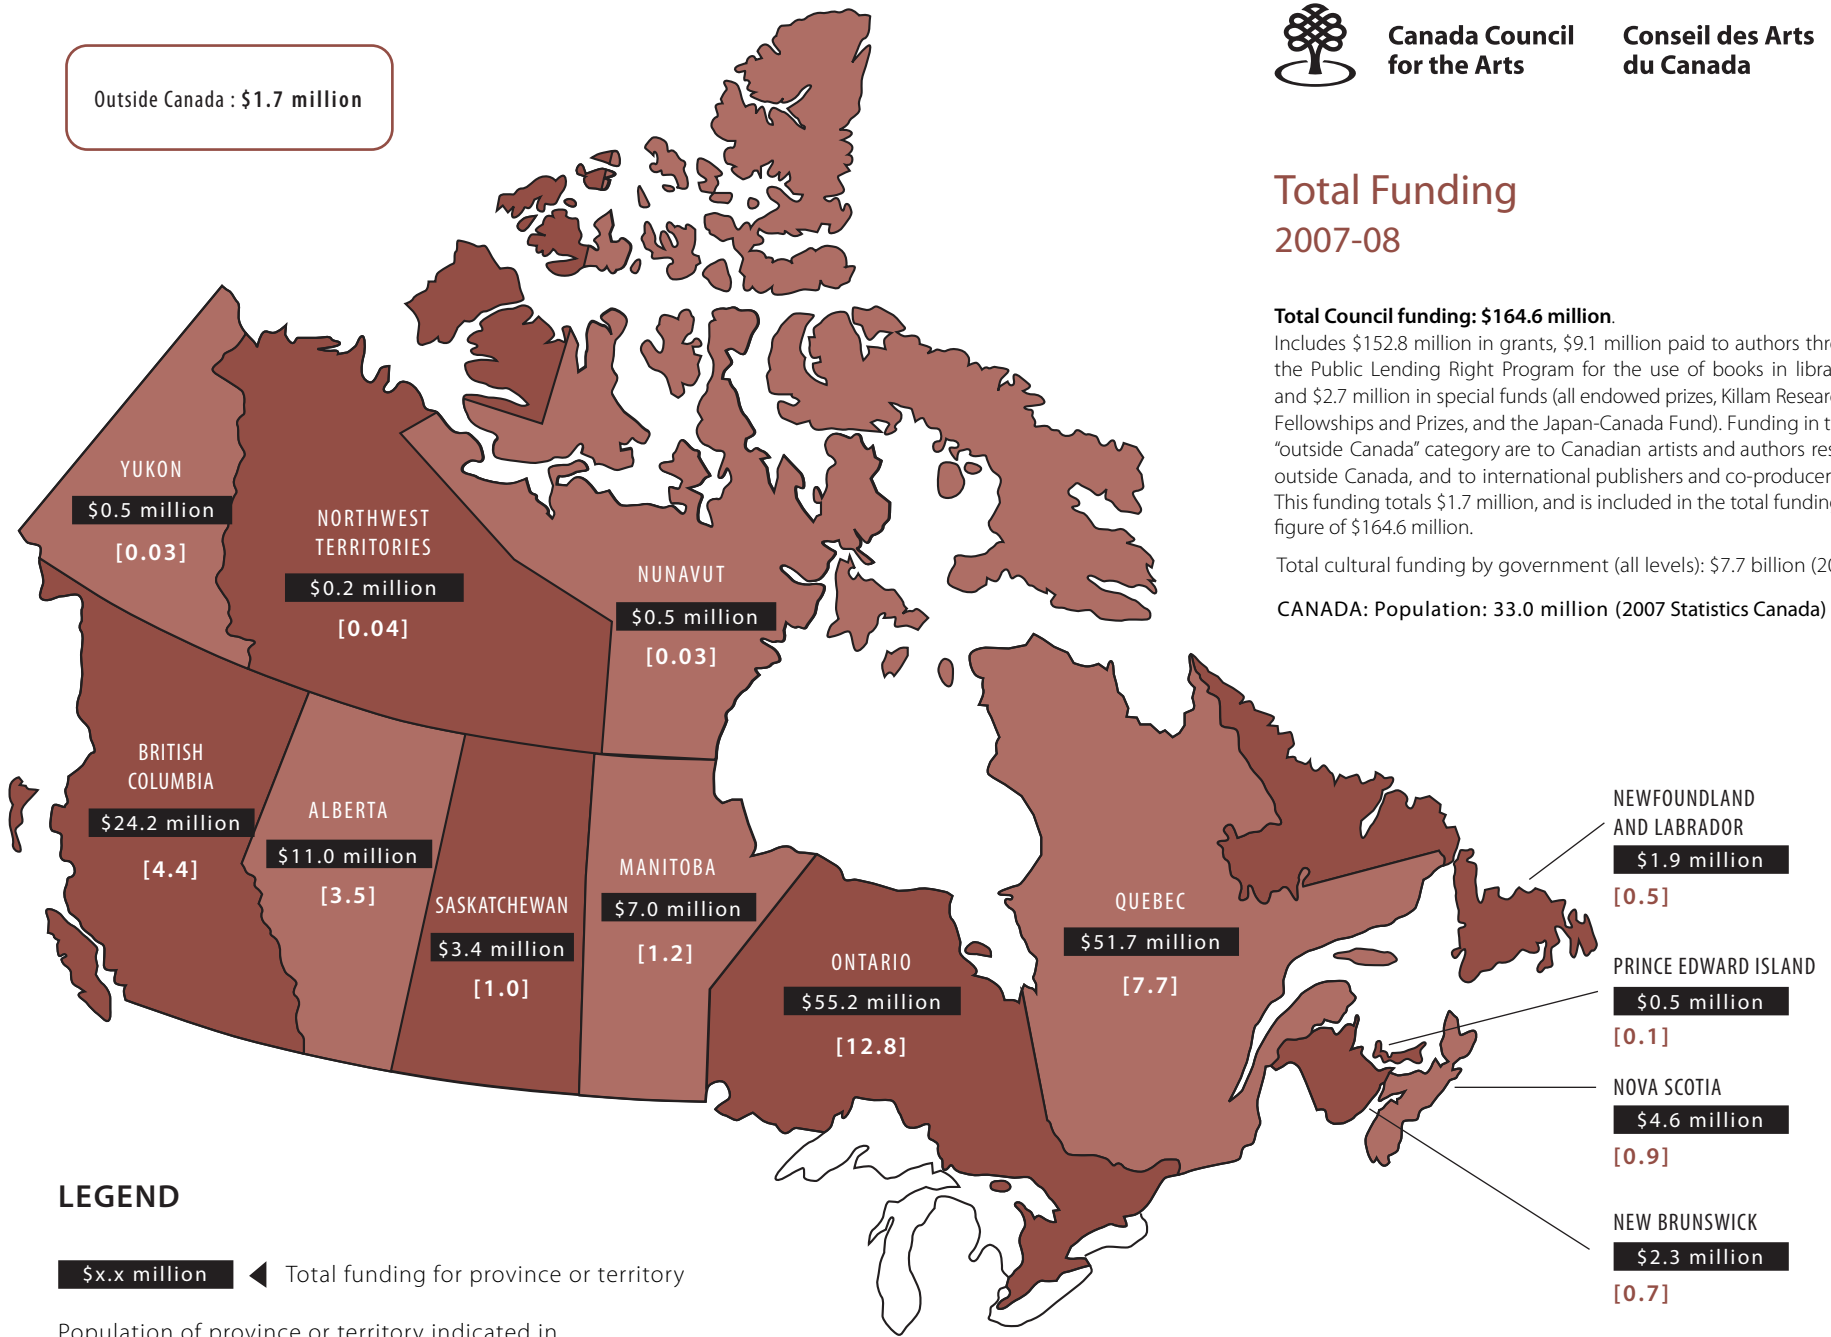 Outside Canada : $1.7 million
Canada Council
for the Arts
Conseil des Arts
du Canada
Total Funding
2007-08
Total Council funding: $164.6 million.
Includes $152.8 million in grants, $9.1 million paid to authors
the Public Lending Right Program for the use of books in
and $2.7 million in special funds (all endowed prizes, Killam
Fellowships and Prizes, and the Japan-Canada Fund). Funding in
“outside Canada” category are to Canadian artists and authors
outside Canada, and to international publishers and
This funding totals $1.7 million, and is included in the total funding
figure of $164.6 million.
Total cultural funding by government (all levels): $7.7 billion
CANADA: Population: 33.0 million (2007 Statistics Canada)
YUKON
$0.5 million
[0.03]
NORTHWEST
TERRITORIES
$0.2 million
[0.04]
NUNAVUT
$0.5 million
[0.03]
BRITISH
COLUMBIA
$24.2 million
[4.4]
ALBERTA
$11.0 million
[3.5]
SASKATCHEWAN
$3.4 million
[1.0]
MANITOBA
$7.0 million
[1.2]
ONTARIO
$55.2 million
[12.8]
QUEBEC
$51.7 million
[7.7]
NEWFOUNDLAND
AND LABRADOR
$1.9 million
[0.5]
PRINCE EDWARD ISLAND
$0.5 million
[0.1]
NOVA SCOTIA
$4.6 million
[0.9]
NEW BRUNSWICK
$2.3 million
[0.7]
LEGEND
$x.x million
Total funding for province or territory
Population of province or territory indicated in